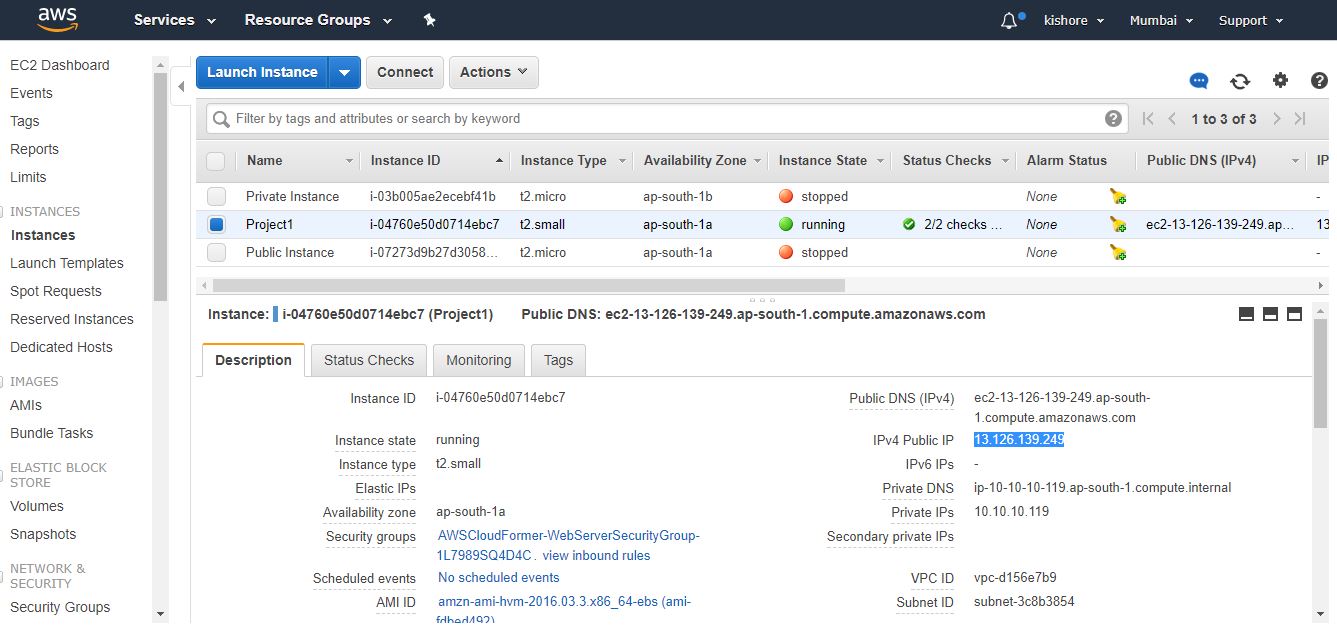 aws Services Resource Groups kishore Mumbai Support
EC2 Dashboard
Events
Tags
Reports
Limits
INSTANCES
Instances
Launch Templates
Spot Requests
Reserved Instances
Dedicated Hosts
IMAGES
AMIs
Bundle Tasks
ELASTIC BLOCK
STORE
Volumes
Snapshots
NETWORK &
SECURITY
Security Groups
Launch Instance Connect Actions
Filter by tags and attributes or search by keyword ? 1 to 3 of 3
Name Instance ID Instance Type Availability Zone Instance State Status Checks Alarm Status Public DNS (IPv4) IP
Private Instance i-03b005ae2ecebf41b t2.micro ap-south-1b stopped None -
Project1 i-04760e50d0714ebc7 t2.small ap-south-1a running 2/2 checks ... None ec2-13-126-139-249.ap... 13
Public Instance i-07273d9b27d3058... t2.micro ap-south-1a stopped None -
Instance: i-04760e50d0714ebc7 (Project1) Public DNS: ec2-13-126-139-249.ap-south-1.compute.amazonaws.com
Description Status Checks Monitoring Tags
Instance ID i-04760e50d0714ebc7
Instance state running
Instance type t2.small
Elastic IPs
Availability zone ap-south-1a
Security groups AWSCloudFormer-WebServerSecurityGroup-
1L7989SQ4D4C. view inbound rules
Scheduled events No scheduled events
AMI ID amzn-ami-hvm-2016.03.3.x86_64-ebs (ami-
fdbed492)
Public DNS (IPv4) ec2-13-126-139-249.ap-south-
1.compute.amazonaws.com
IPv4 Public IP 13.126.139.249
IPv6 IPs -
Private DNS ip-10-10-10-119.ap-south-1.compute.internal
Private IPs 10.10.10.119
Secondary private IPs
VPC ID vpc-d156e7b9
Subnet ID subnet-3c8b3854